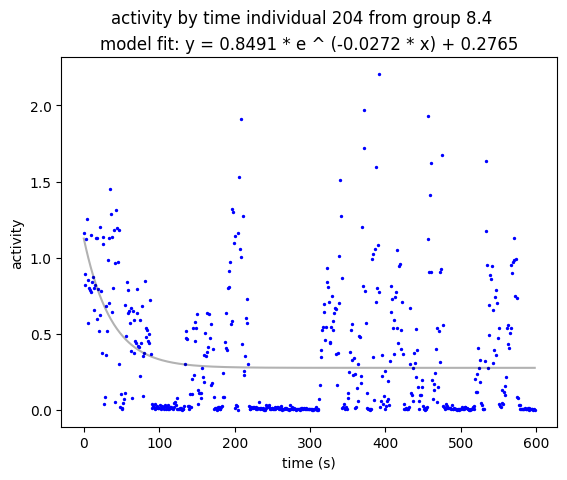 activity by time individual 204 from group 8.4
model fit: y = 0.8491 * e ^ (-0.0272 * x) + 0.2765
2.0
1.5
1.0
0.5
0.0
activity
0 100 200 300 400 500 600
time (s)